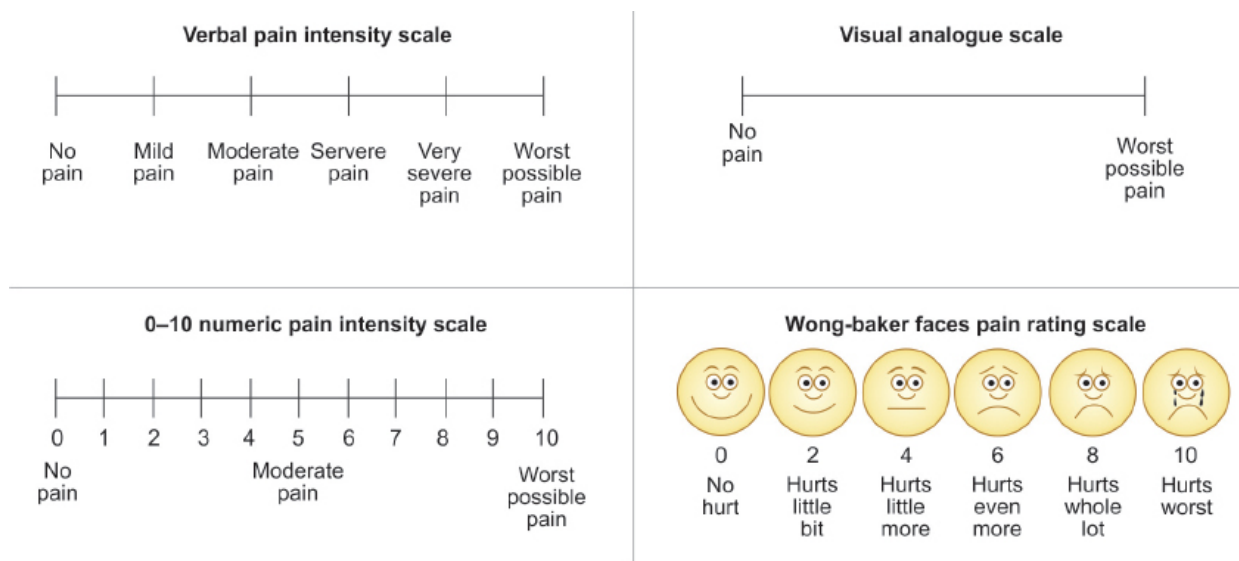 Verbal pain intensity scale
No pain
Mild pain
Moderate pain
Servere pain
Very severe pain
Worst possible pain
Visual analogue scale
No pain
Worst possible pain
0–10 numeric pain intensity scale
0 1 2 3 4 5 6 7 8 9 10
No pain
Moderate pain
Worst possible pain
Wong-baker faces pain rating scale
0 2 4 6 8 10
No hurt
Hurts little bit
Hurts little more
Hurts even more
Hurts whole lot
Hurts worst